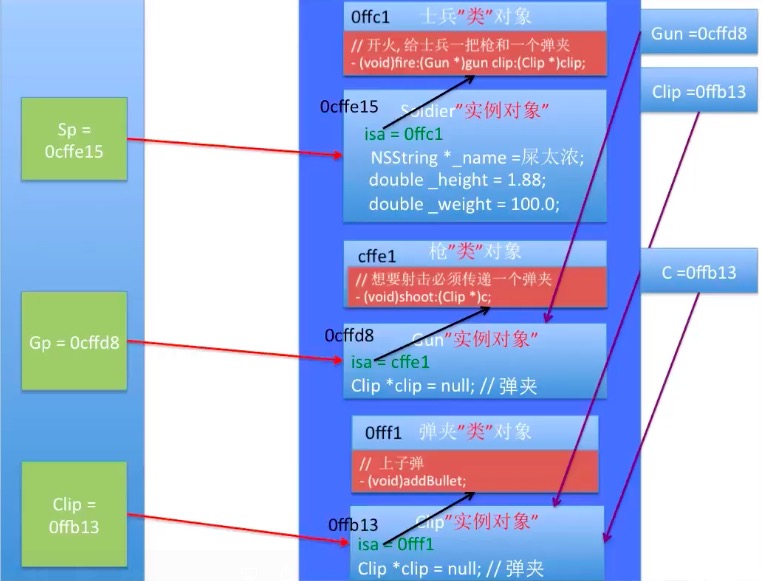 Sp =
0cffe15
Gp = 0cffd8
Clip =
0ffb13
0ffc1 士兵"类"对象
// 开火, 给士兵一把枪和一个弹夹
- (void)fire:(Gun *)gun clip:(Clip *)clip;
0cffe15
Soldier"实例对象"
isa = 0ffc1
NSString *_name =屎太浓;
double _height = 1.88;
double _weight = 100.0;
cffe1 枪"类"对象
// 想要射击必须传递一个弹夹
- (void)shoot:(Clip *)c;
0cffd8
Gun"实例对象"
isa = cffe1
Clip *clip = null; // 弹夹
0fff1 弹夹"类"对象
// 上子弹
- (void)addBullet;
0ffb13
Clip"实例对象"
isa = 0fff1
Clip *clip = null; // 弹夹
Gun =0cffd8
Clip =0ffb13
C =0ffb13